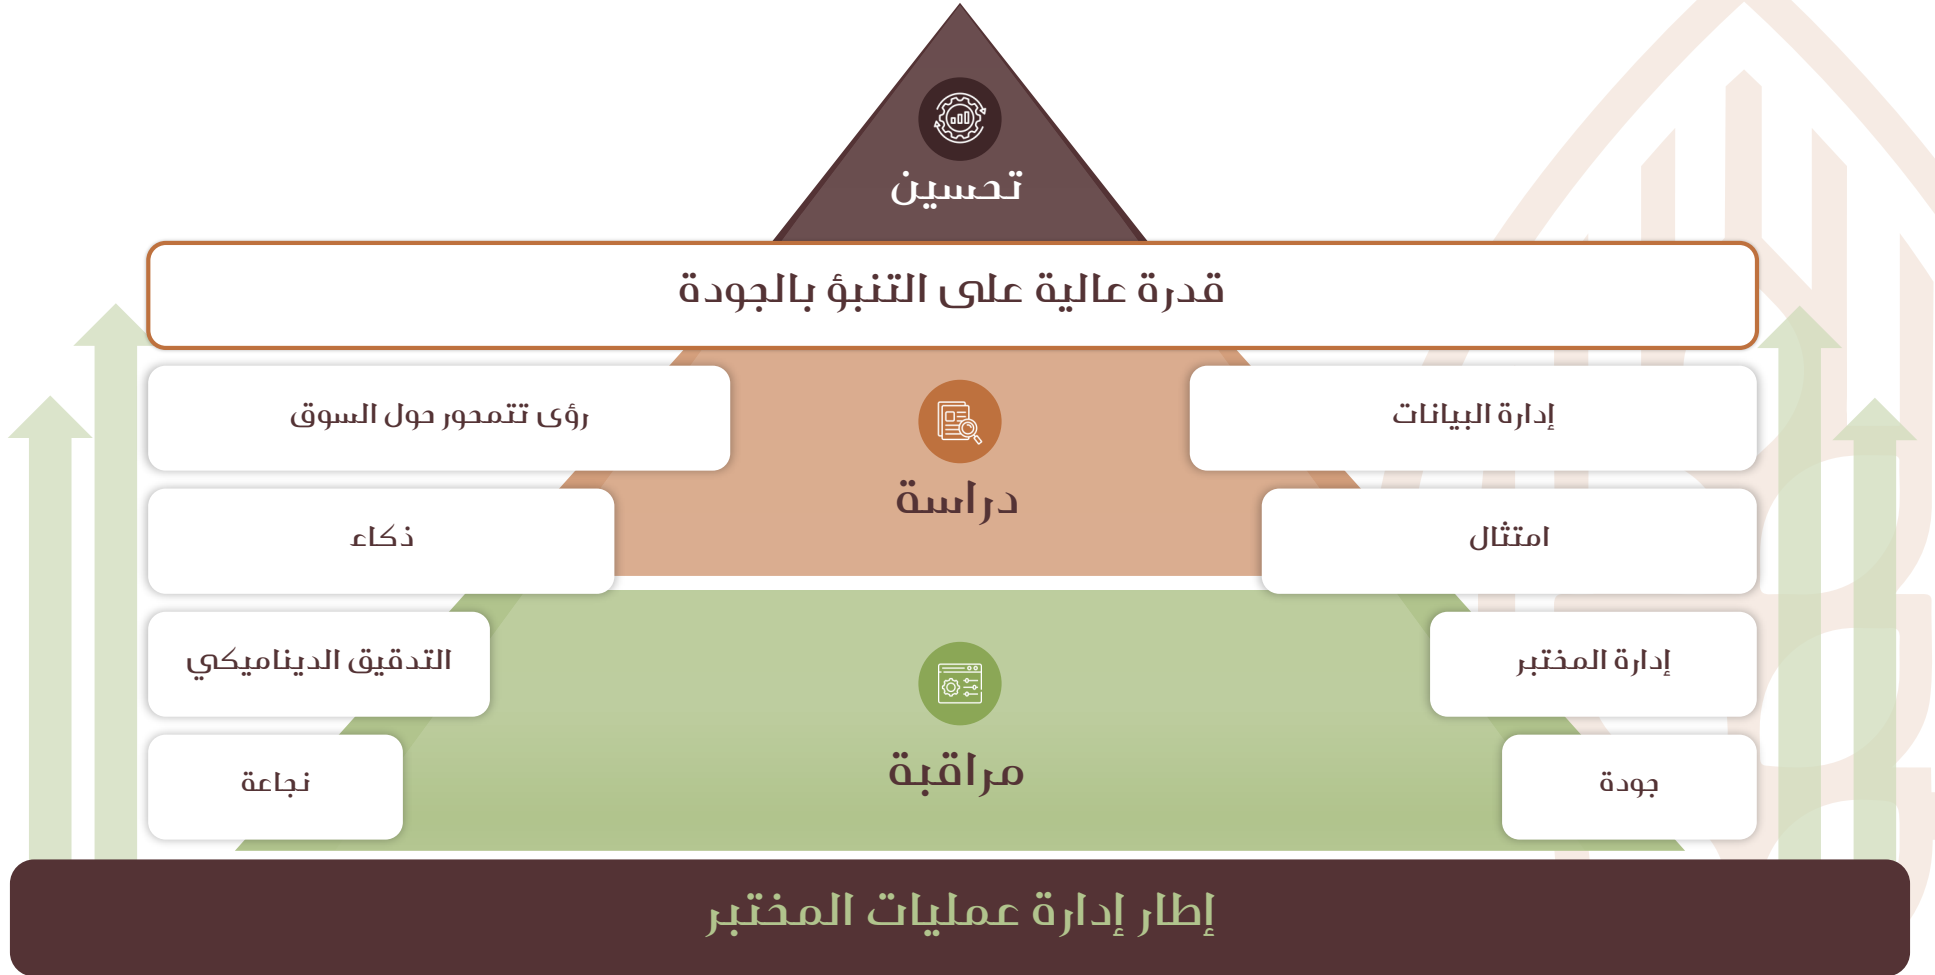 تحسين
قدرة عالية على التنبؤ بالجودة
إدارة البيانات
رؤى تتمحور حول السوق
دراسة
امتثال
ذكاء
إدارة المختبر
التدقيق الديناميكي
مراقبة
جودة
نجاعة
إطار إدارة عمليات المختبر